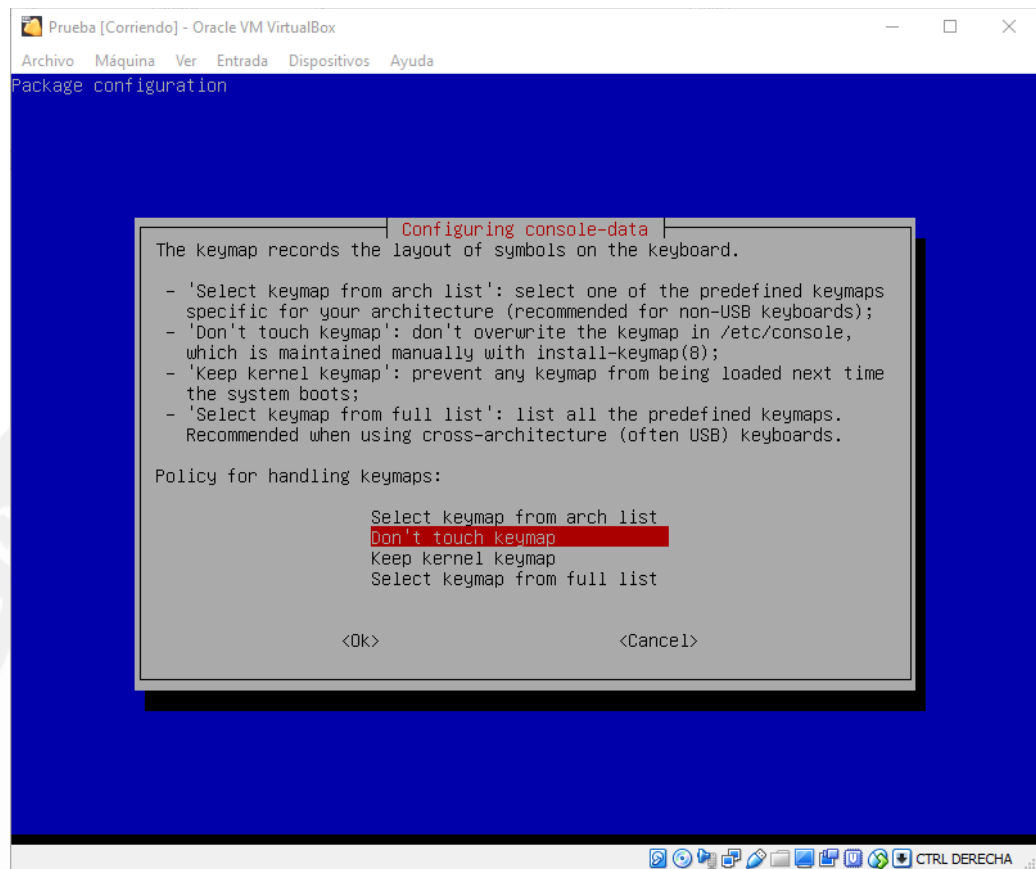 Prueba [Corriendo] - Oracle VM VirtualBox
Archivo Máquina Ver Entrada Dispositivos Ayuda
Package configuration
Configuring console-data
The keymap records the layout of symbols on the keyboard.
- 'Select keymap from arch list': select one of the predefined keymaps
specific for your architecture (recommended for non-USB keyboards);
- 'Don't touch keymap': don't overwrite the keymap in /etc/console,
which is maintained manually with install-keymap(8);
- 'Keep kernel keymap': prevent any keymap from being loaded next time
the system boots;
- 'Select keymap from full list': list all the predefined keymaps.
Recommended when using cross-architecture (often USB) keyboards.
Policy for handling keymaps:
Select keymap from arch list
Don't touch keymap
Keep kernel keymap
Select keymap from full list
<Ok> <Cancel>
CTRL DERECHA